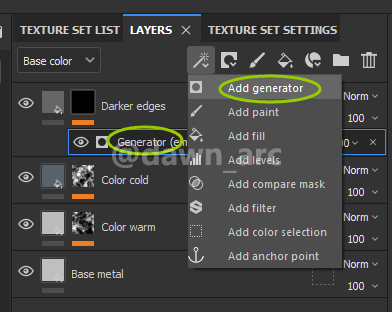 TEXTURE SET LIST LAYERS × TEXTURE SET SETTINGS
Base color
Add generator
Norm
Darker edges
100
Add paint
Generator (em
Add fill
@dawn_arc
Add levels
Norm
Color cold
100
Add compare mask
Add filter
Norm
Color warm
100
Add color selection
Norm
Base metal
100
Add anchor point